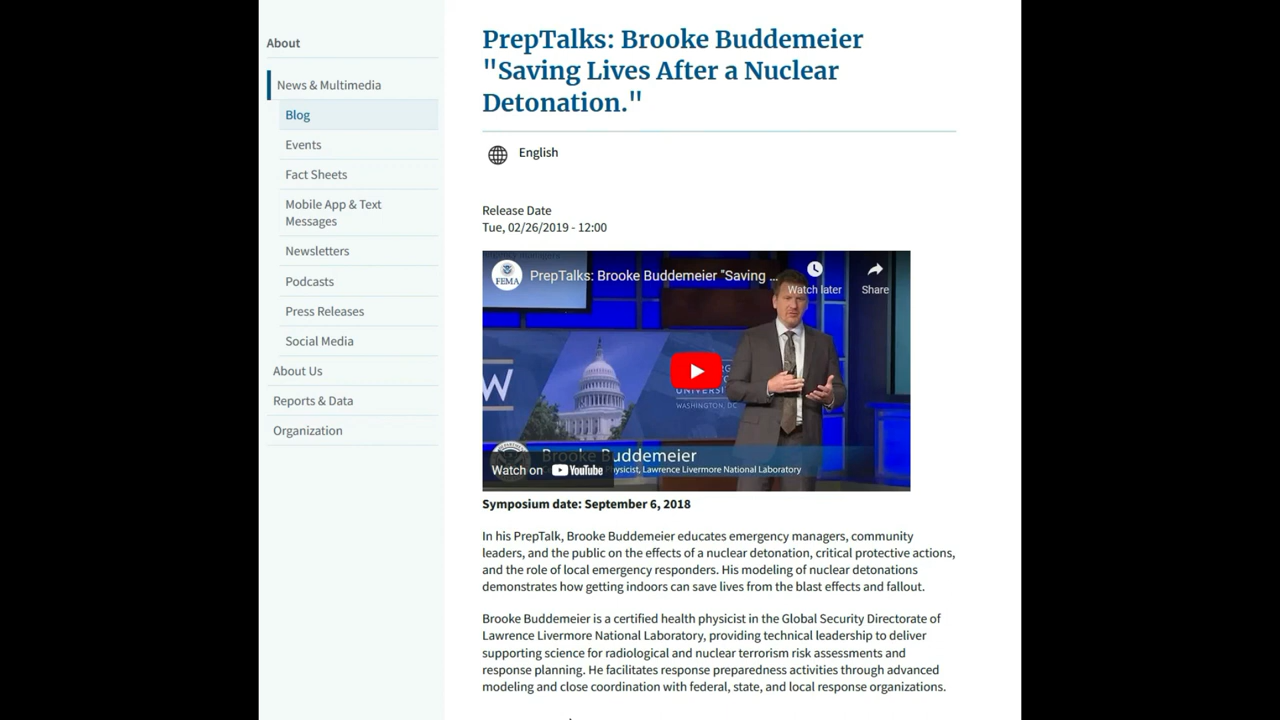 About
News & Multimedia
Blog
Events
Fact Sheets
Mobile App & Text
Messages
Newsletters
Podcasts
Press Releases
Social Media
About Us
Reports & Data
Organization
PrepTalks: Brooke Buddemeier
"Saving Lives After a Nuclear
Detonation."
English
Release Date
Tue, 02/26/2019 - 12:00
FEMA
PrepTalks: Brooke Buddemeier "Saving ...
Watch later
Share
W
UNIVERSI
WASHINGTON, DC
Brooke Buddemeier
ysicist, Lawrence Livermore National Laboratory
Watch on YouTube
Symposium date: September 6, 2018
In his PrepTalk, Brooke Buddemeier educates emergency managers, community
leaders, and the public on the effects of a nuclear detonation, critical protective actions,
and the role of local emergency responders. His modeling of nuclear detonations
demonstrates how getting indoors can save lives from the blast effects and fallout.
Brooke Buddemeier is a certified health physicist in the Global Security Directorate of
Lawrence Livermore National Laboratory, providing technical leadership to deliver
supporting science for radiological and nuclear terrorism risk assessments and
response planning. He facilitates response preparedness activities through advanced
modeling and close coordination with federal, state, and local response organizations.